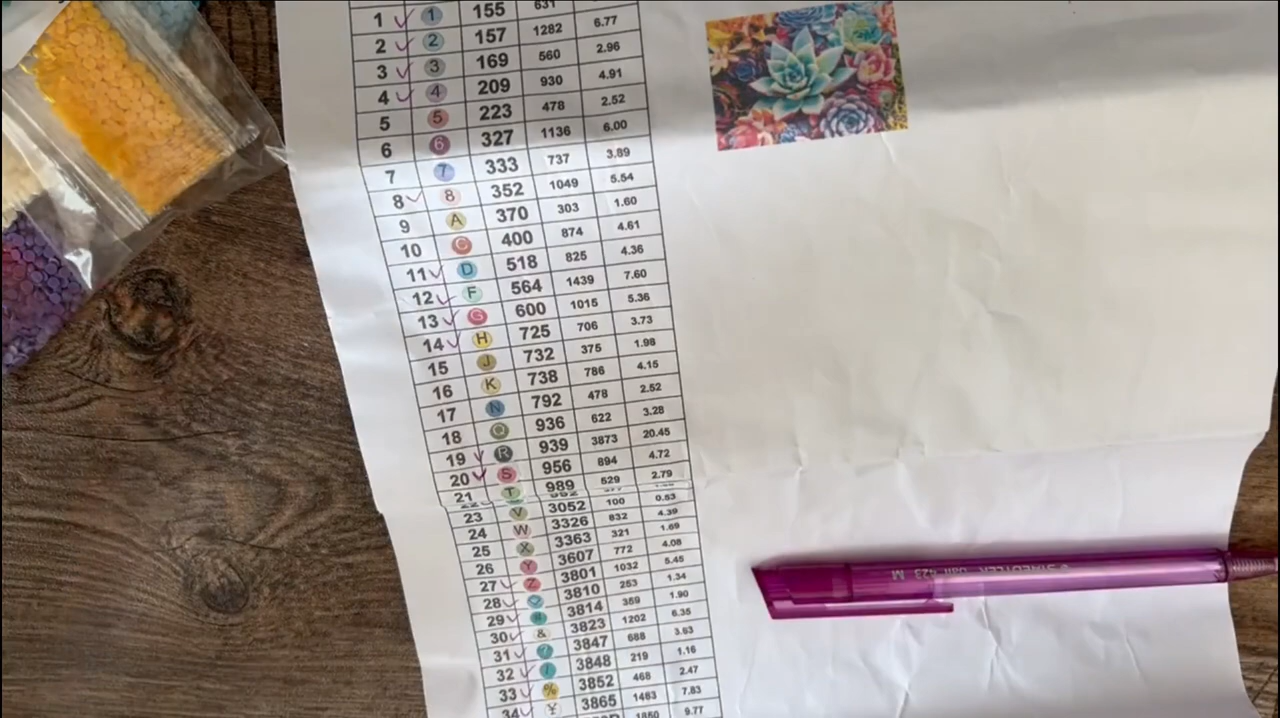 1 ✓ 1 155 631
2 ✓ 2 157 1282 6.77
3 ✓ 3 169 560 2.96
4 ✓ 4 209 930 4.91
5 5 223 478 2.52
6 6 327 1136 6.00
7 7 333 737 3.89
8 ✓ 8 352 1049 5.54
9 A 370 303 1.60
10 C 400 874 4.61
11 ✓ D 518 825 4.36
12 ✓ F 564 1439 7.60
13 ✓ G 600 1015 5.36
14 ✓ H 725 706 3.73
15 J 732 375 1.98
16 K 738 786 4.15
17 N 792 478 2.52
18 Q 936 622 3.28
19 ✓ R 939 3873 20.45
20 ✓ S 956 894 4.72
21 T 989 529 2.79
23 V 3052 100 0.53
24 W 3326 832 4.39
25 X 3363 321 1.69
26 Y 3607 772 4.08
27 ✓ Z 3801 1032 5.45
28 ✓ 3810 253 1.34
29 ✓ # 3814 359 1.90
30 ✓ & 3823 1202 6.35
31 ✓ ? 3847 688 3.63
32 ✓ / 3848 219 1.16
33 ✓ % 3852 468 2.47
34 ✓ ¥ 3865 1483 7.83
1850 9.77
STAEDTLER Ball 423 M